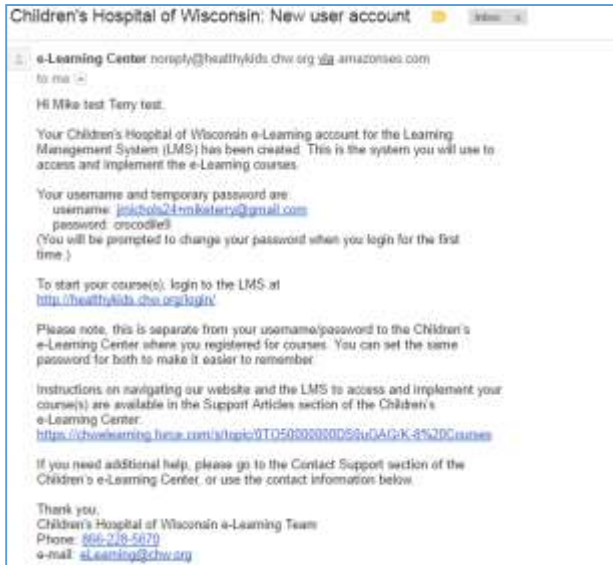 Children's Hospital of Wisconsin: New user account
Inbox x
e-Learning Center noreply@healthykids.chw.org via amazonses.com
to me
Hi Mike test Terry test.
Your Children's Hospital of Wisconsin e-Learning account for the Learning
Management System (LMS) has been created. This is the system you will use to
access and implement the e-Learning courses.
Your username and temporary password are:
username: jmichols24+miketerry@gmail.com
password: crocodile9
(You will be prompted to change your password when you login for the first
time.)
To start your course(s), login to the LMS at
http://healthykids.chw.org/login/
Please note, this is separate from your username/password to the Children's
e-Learning Center where you registered for courses. You can set the same
password for both to make it easier to remember.
Instructions on navigating our website and the LMS to access and implement your
course(s) are available in the Support Articles section of the Children's
e-Learning Center:
If you need additional help, please go to the Contact Support section of the
Children's e-Learning Center, or use the contact information below.
Thank you,
Children's Hospital of Wisconsin e-Learning Team
Phone: 866-228-5670
e-mail: eLearning@chw.org